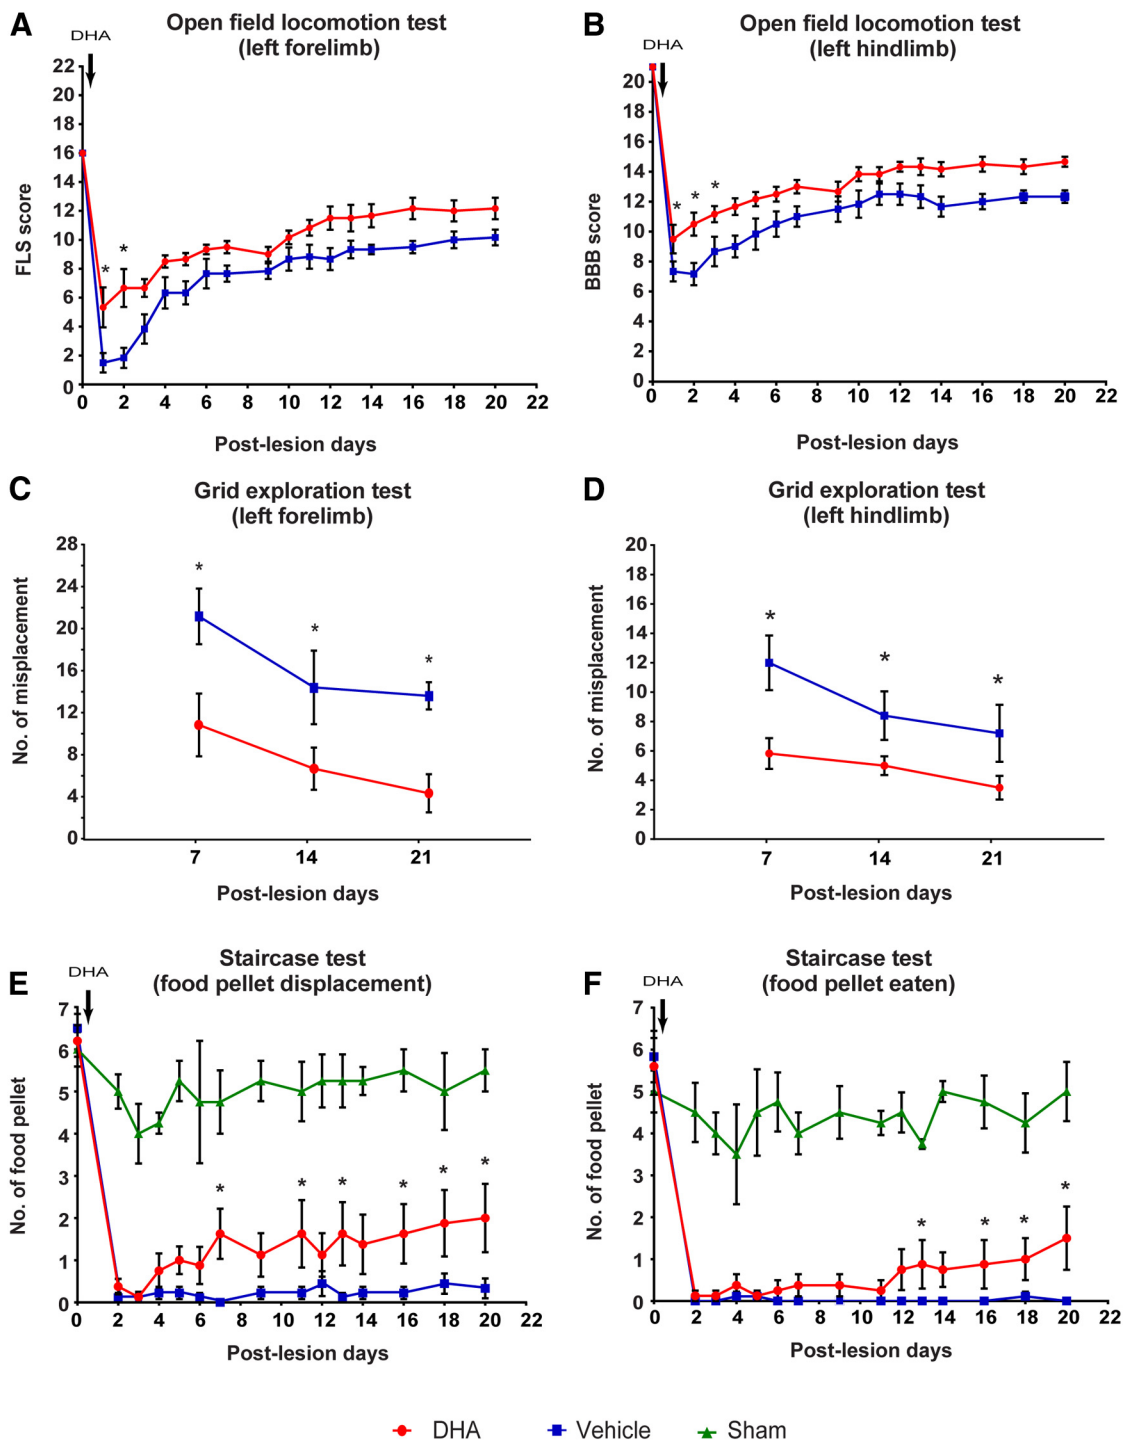 A
Open field locomotion test
(left forelimb)
DHA
22
20
18
16
14
12
10
8
6
4
2
0
FLS score
* *
0 2 4 6 8 10 12 14 16 18 20 22
Post-lesion days
B
Open field locomotion test
(left hindlimb)
DHA
20
18
16
14
12
10
8
6
4
2
0
BBB score
* * *
0 2 4 6 8 10 12 14 16 18 20 22
Post-lesion days
C
Grid exploration test
(left forelimb)
28
24
20
16
12
8
4
0
No. of misplacement
* * *
7 14 21
Post-lesion days
D
Grid exploration test
(left hindlimb)
20
18
16
14
12
10
8
6
4
2
0
No. of misplacement
* * *
7 14 21
Post-lesion days
E
Staircase test
(food pellet displacement)
DHA
7
6
5
4
3
2
1
0
No. of food pellet
* * * * * *
0 2 4 6 8 10 12 14 16 18 20 22
Post-lesion days
F
Staircase test
(food pellet eaten)
DHA
7
6
5
4
3
2
1
0
No. of food pellet
* * * *
0 2 4 6 8 10 12 14 16 18 20 22
Post-lesion days
DHA Vehicle Sham